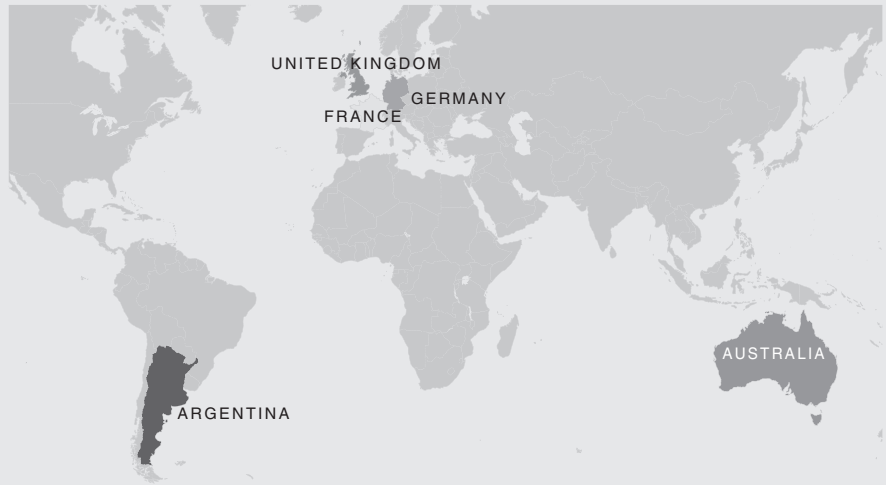 UNITED KINGDOM
GERMANY
FRANCE
AUSTRALIA
ARGENTINA